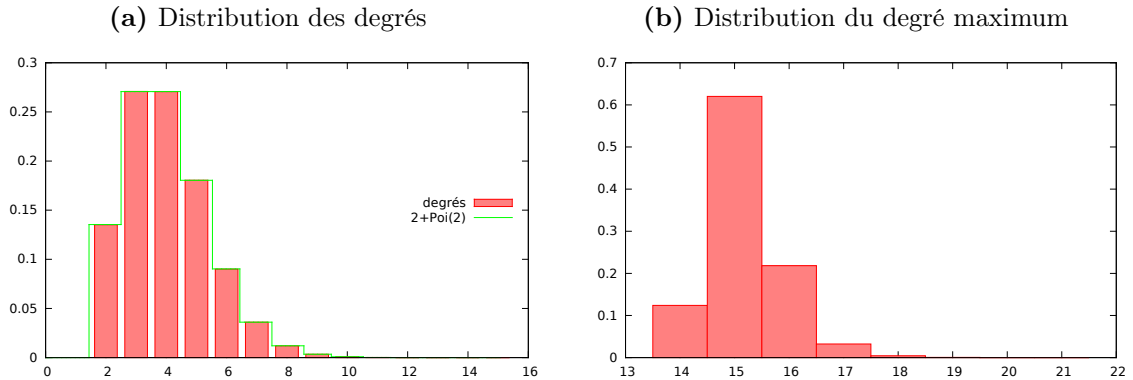 (a) Distribution des degrés
(b) Distribution du degré maximum
0.3
0.25
0.2
0.15
0.1
0.05
0
0 2 4 6 8 10 12 14 16
degrés
2+Poi(2)
0.7
0.6
0.5
0.4
0.3
0.2
0.1
0
13 14 15 16 17 18 19 20 21 22